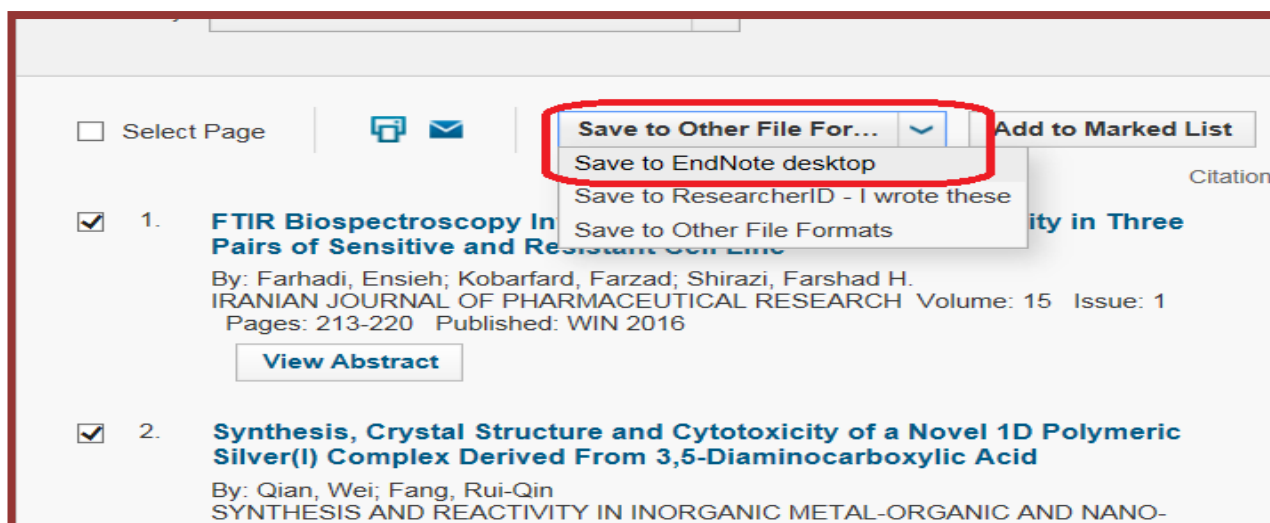 Select Page
Save to Other File For...
Add to Marked List
Save to EndNote desktop
Citation
Save to ResearcherID - I wrote these
Save to Other File Formats
1. FTIR Biospectroscopy In ity in Three
Pairs of Sensitive and Resistant Cell Line
By: Farhadi, Ensieh; Kobarfard, Farzad; Shirazi, Farshad H.
IRANIAN JOURNAL OF PHARMACEUTICAL RESEARCH Volume: 15 Issue: 1
Pages: 213-220 Published: WIN 2016
View Abstract
2. Synthesis, Crystal Structure and Cytotoxicity of a Novel 1D Polymeric
Silver(I) Complex Derived From 3,5-Diaminocarboxylic Acid
By: Qian, Wei; Fang, Rui-Qin
SYNTHESIS AND REACTIVITY IN INORGANIC METAL-ORGANIC AND NANO-